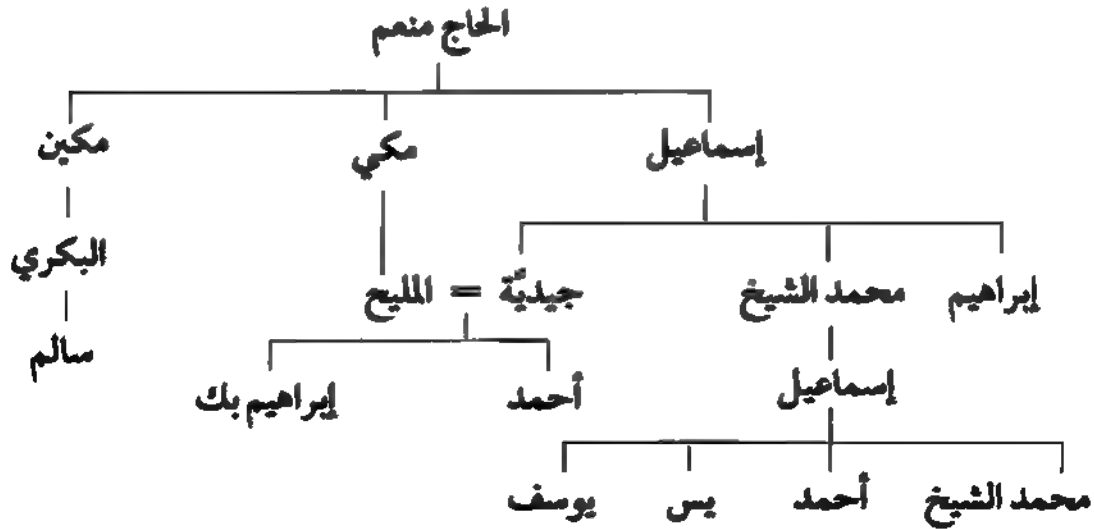 الحاج منعم
إسماعيل مكي مكين
البكري
إبراهيم محمد الشيخ جيديَّة = المليح
سالم
إسماعيل
أحمد إبراهيم بك
محمد الشيخ أحمد يس يوسف